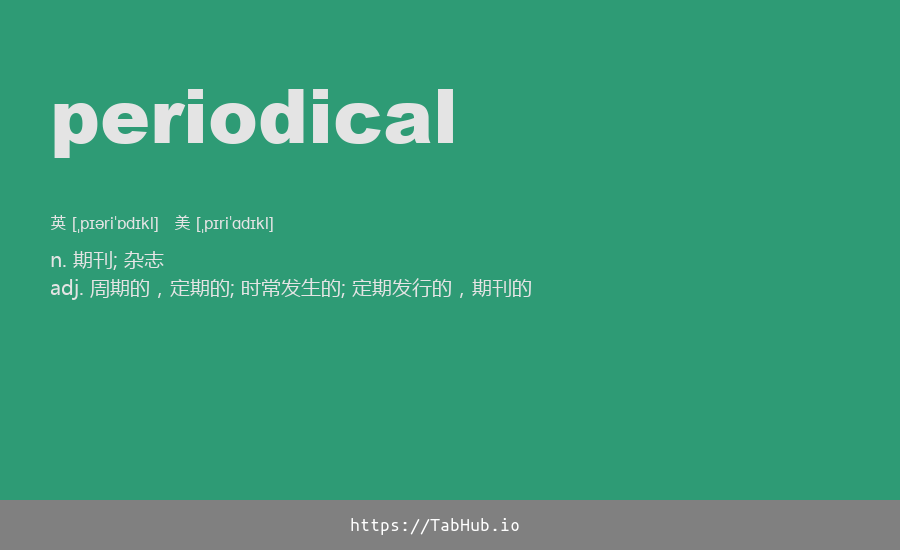 periodical
英 [ˌpɪəriˈɒdɪkl] 美 [ˌpɪriˈɑdɪkl]
n. 期刊; 杂志
adj. 周期的，定期的; 时常发生的; 定期发行的，期刊的
https://TabHub.io